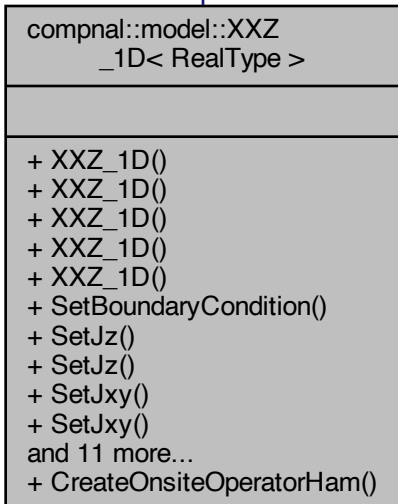 compnal::model::XXZ
_1D< RealType >
+ XXZ_1D()
+ XXZ_1D()
+ XXZ_1D()
+ XXZ_1D()
+ XXZ_1D()
+ SetBoundaryCondition()
+ SetJz()
+ SetJz()
+ SetJxy()
+ SetJxy()
and 11 more...
+ CreateOnsiteOperatorHam()